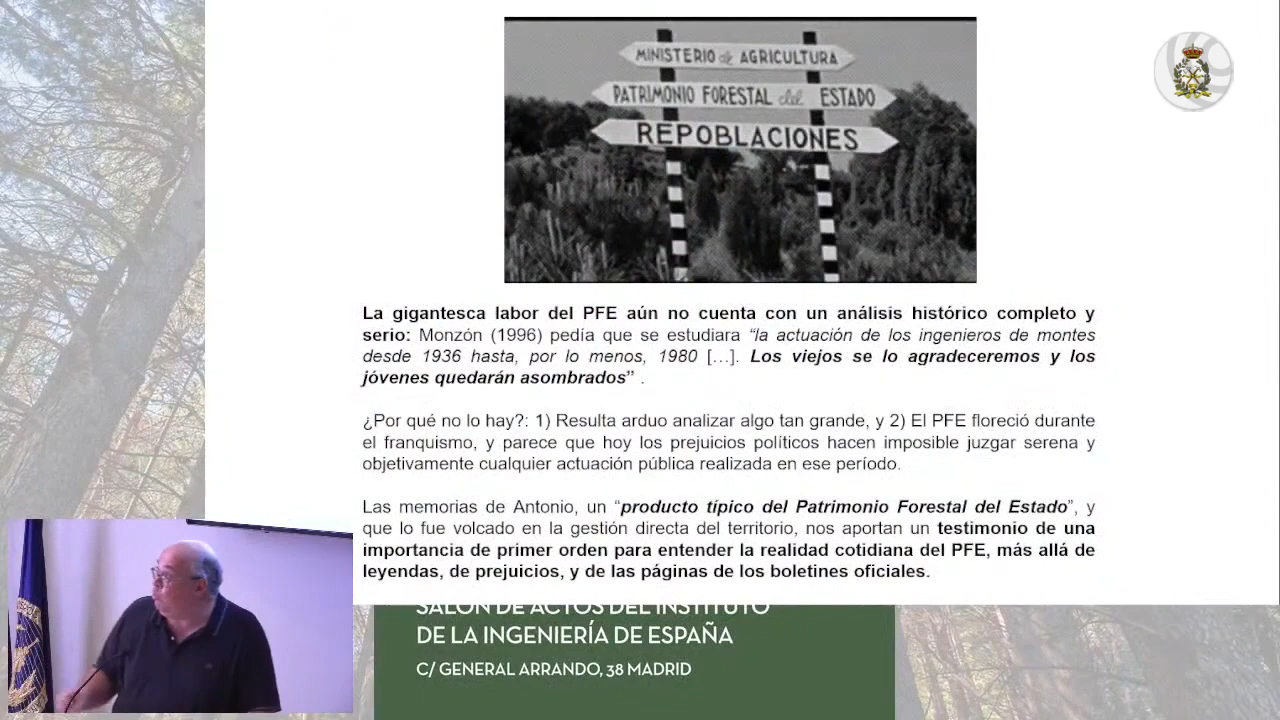 MINISTERIO de AGRICULTURA
PATRIMONIO FORESTAL del ESTADO
REPOBLACIONES
La gigantesca labor del PFE aún no cuenta con un análisis histórico completo y
serio: Monzón (1996) pedía que se estudiara “la actuación de los ingenieros de montes
desde 1936 hasta, por lo menos, 1980 […]. Los viejos se lo agradeceremos y los
jóvenes quedarán asombrados” .
¿Por qué no lo hay?: 1) Resulta arduo analizar algo tan grande, y 2) El PFE floreció durante
el franquismo, y parece que hoy los prejuicios políticos hacen imposible juzgar serena y
objetivamente cualquier actuación pública realizada en ese período.
Las memorias de Antonio, un “producto típico del Patrimonio Forestal del Estado”, y
que lo fue volcado en la gestión directa del territorio, nos aportan un testimonio de una
importancia de primer orden para entender la realidad cotidiana del PFE, más allá de
leyendas, de prejuicios, y de las páginas de los boletines oficiales.
SALÓN DE ACTOS DEL INSTITUTO
DE LA INGENIERÍA DE ESPAÑA
C/ GENERAL ARRANDO, 38 MADRID